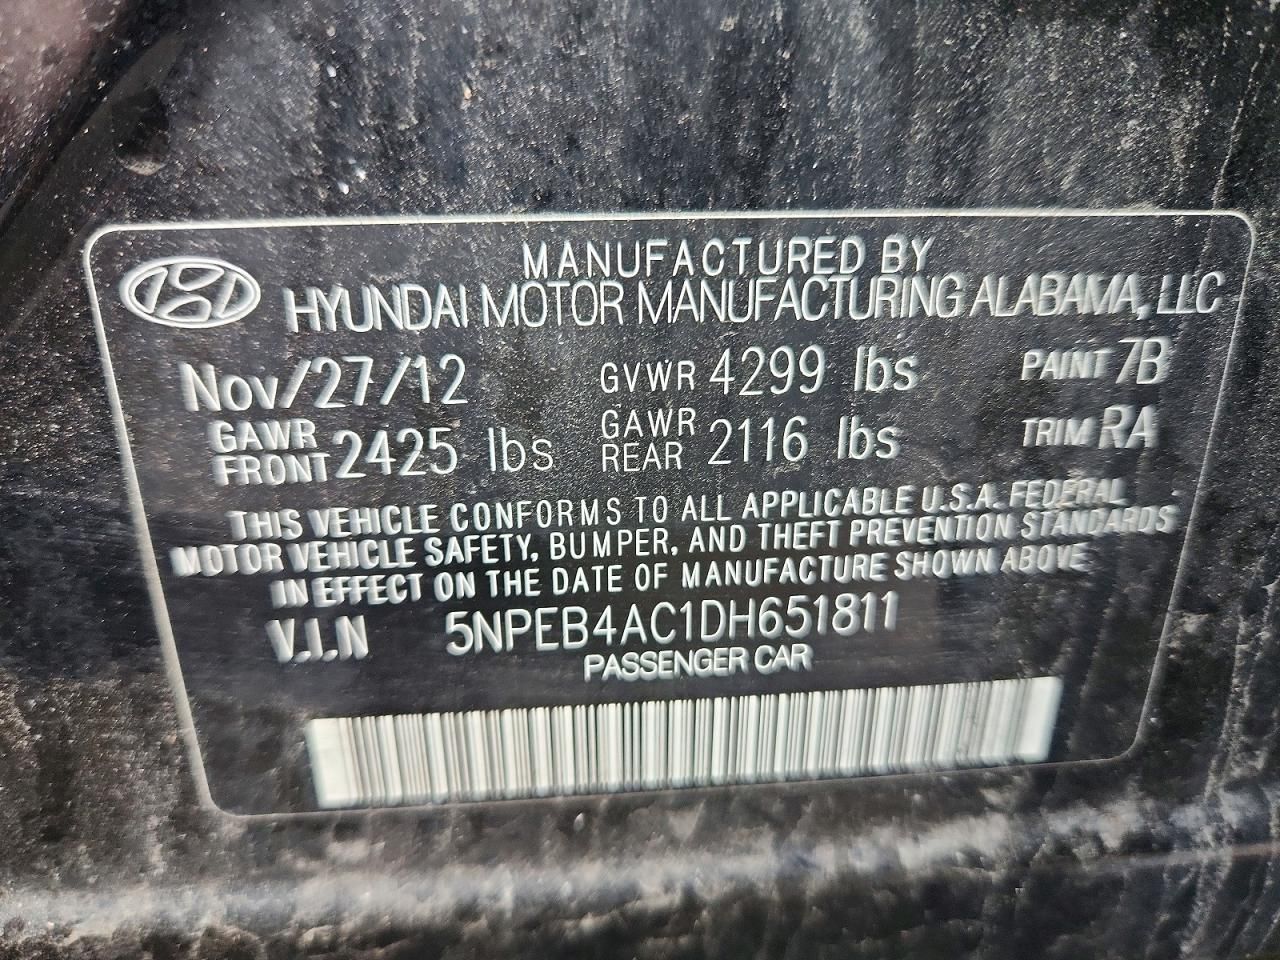 MANUFACTURED BY
HYUNDAI MOTOR MANUFACTURING ALABAMA, LLC
Nov/27/12 GVWR 4299 lbs PAINT 7B
GAWR FRONT 2425 lbs GAWR REAR 2116 lbs TRIM RA
THIS VEHICLE CONFORMS TO ALL APPLICABLE U.S.A. FEDERAL
MOTOR VEHICLE SAFETY, BUMPER, AND THEFT PREVENTION STANDARDS
IN EFFECT ON THE DATE OF MANUFACTURE SHOWN ABOVE
V.I.N 5NPEB4AC1DH651811
PASSENGER CAR